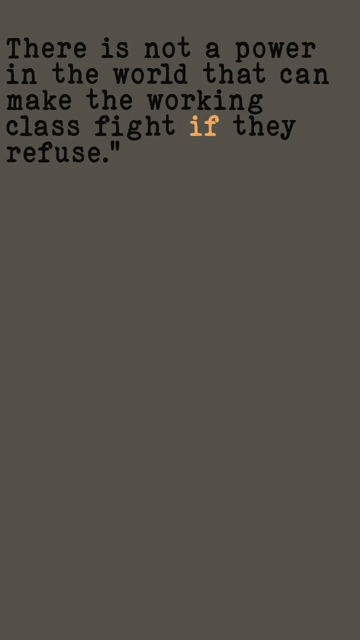 There is not a power
in the world that can
make the working
class fight if they
refuse."